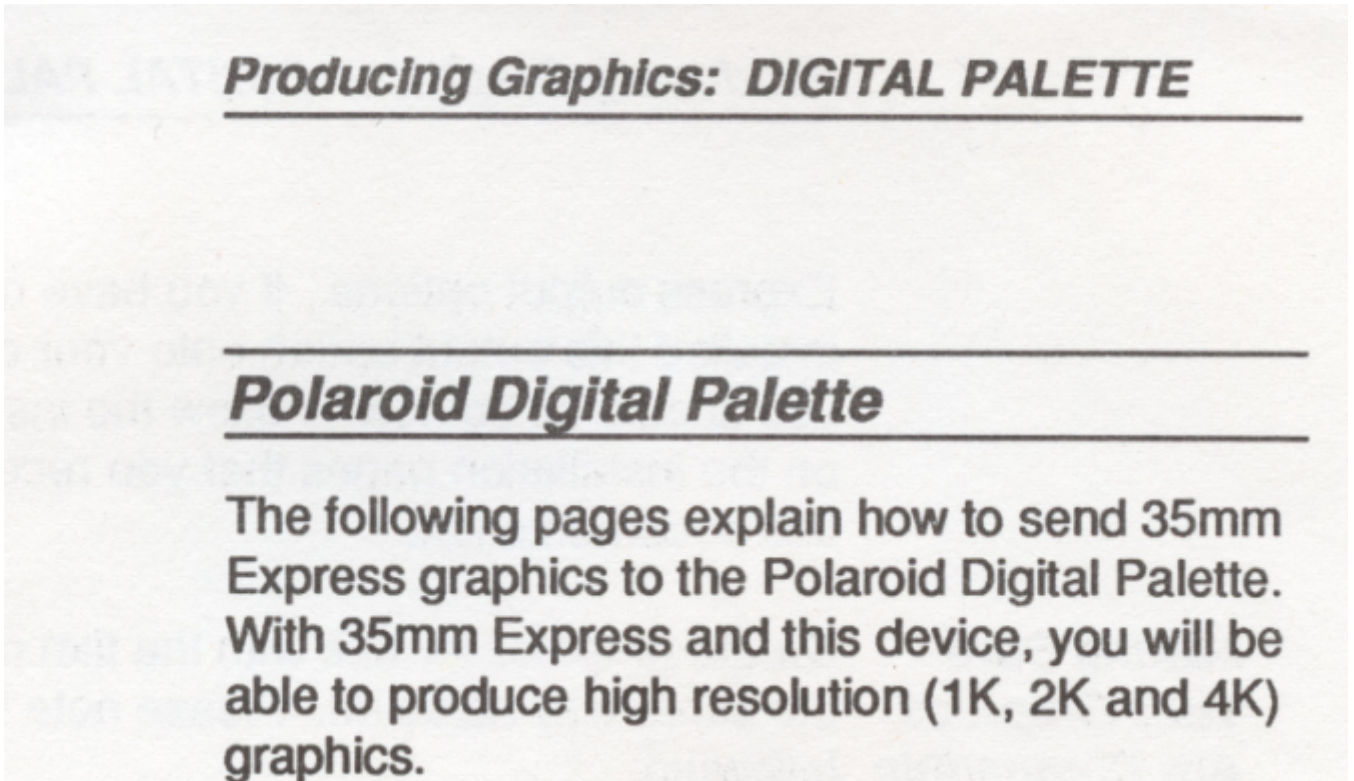 Producing Graphics: DIGITAL PALETTE
Polaroid Digital Palette
The following pages explain how to send 35mm
Express graphics to the Polaroid Digital Palette.
With 35mm Express and this device, you will be
able to produce high resolution (1K, 2K and 4K)
graphics.